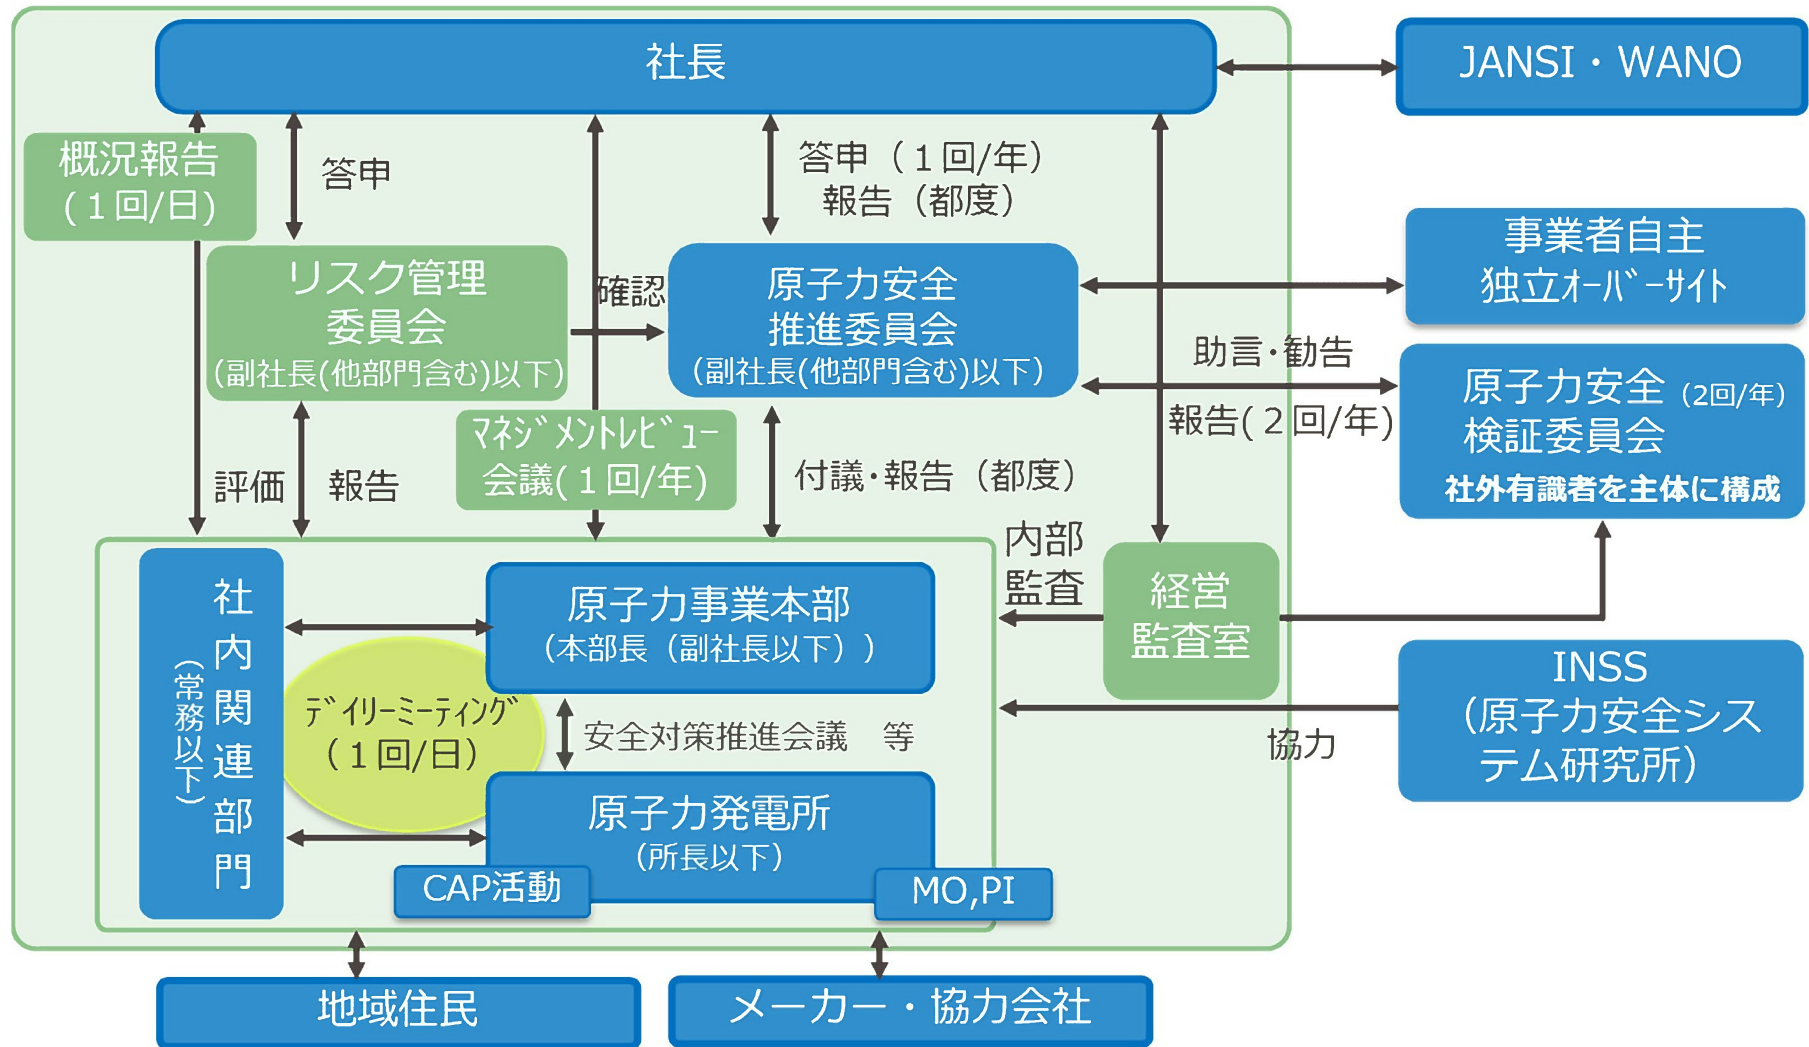 社長
JANSI・WANO
概況報告
(１回/日)
答申
答申（１回/年）
報告（都度）
リスク管理
委員会
（副社長(他部門含む)以下）
確認
原子力安全
推進委員会
（副社長(他部門含む)以下）
事業者自主
独立ｵｰﾊﾞｰｻｲﾄ
助言･勧告
報告(２回/年)
原子力安全（2回/年）
検証委員会
社外有識者を主体に構成
ﾏﾈｼﾞﾒﾝﾄﾚﾋﾞｭｰ
会議(１回/年)
評価
報告
付議･報告（都度）
内部
監査
経営
監査室
社内関連部門
（常務以下）
原子力事業本部
（本部長（副社長以下））
ﾃﾞｲﾘｰﾐｰﾃｨﾝｸﾞ
（１回/日）
安全対策推進会議　等
原子力発電所
（所長以下）
CAP活動
MO,PI
INSS
（原子力安全シス
テム研究所）
協力
地域住民
メーカー・協力会社